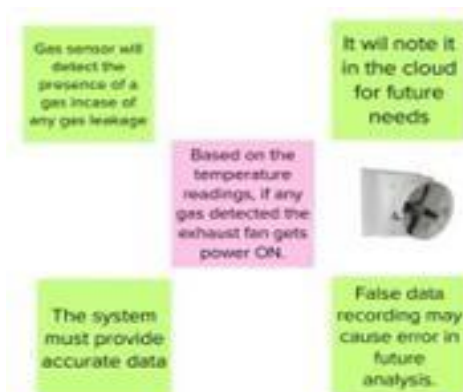 Gas sensor will
detect the
presence of a
gas incase of
any gas leakage
It wil note it
in the cloud
for future
needs
Based on the
temperature
readings, if any
gas detected the
exhaust fan gets
power ON.
The system
must provide
accurate data
False data
recording may
cause error in
future
analysis.